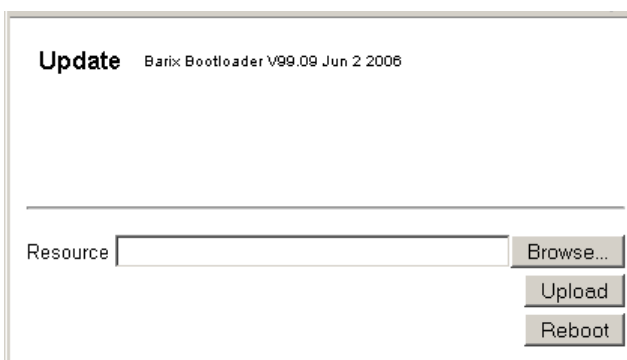 Update Barix Bootloader V99.09 Jun 2 2006
Resource Browse...
Upload
Reboot